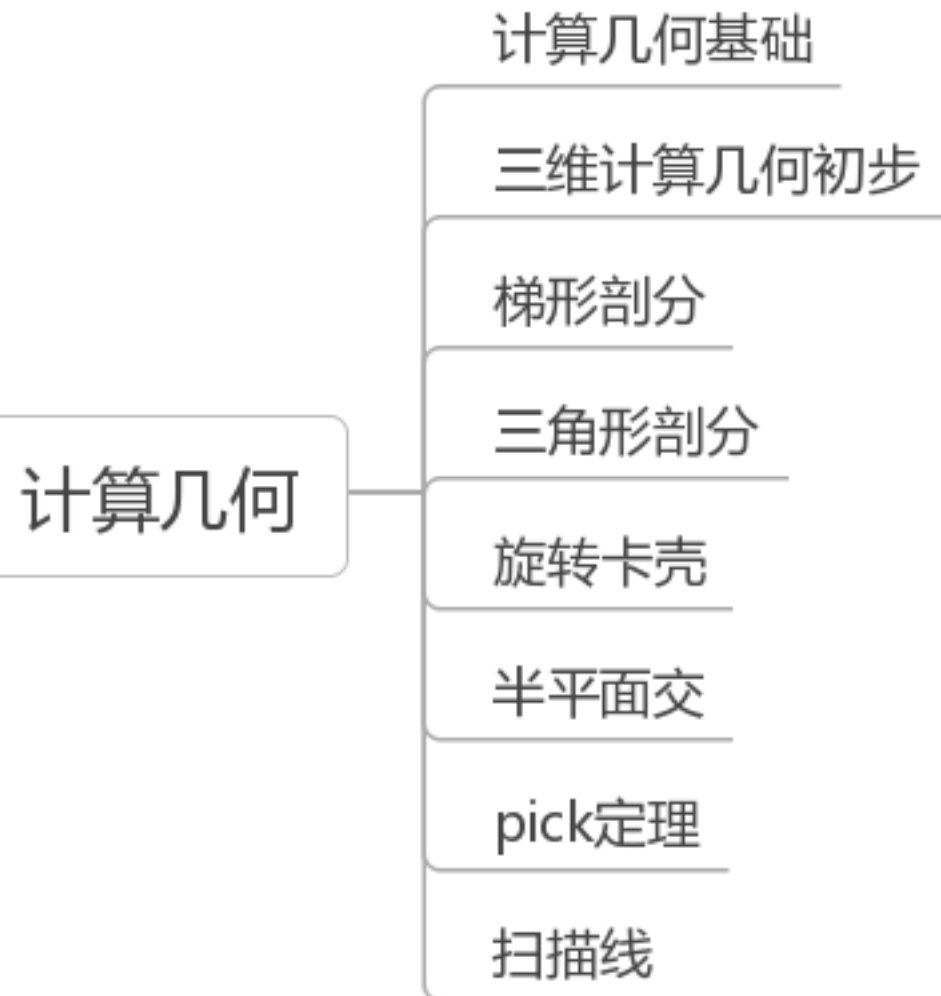 计算几何基础
三维计算几何初步
梯形剖分
三角形剖分
计算几何
旋转卡壳
半平面交
pick定理
扫描线